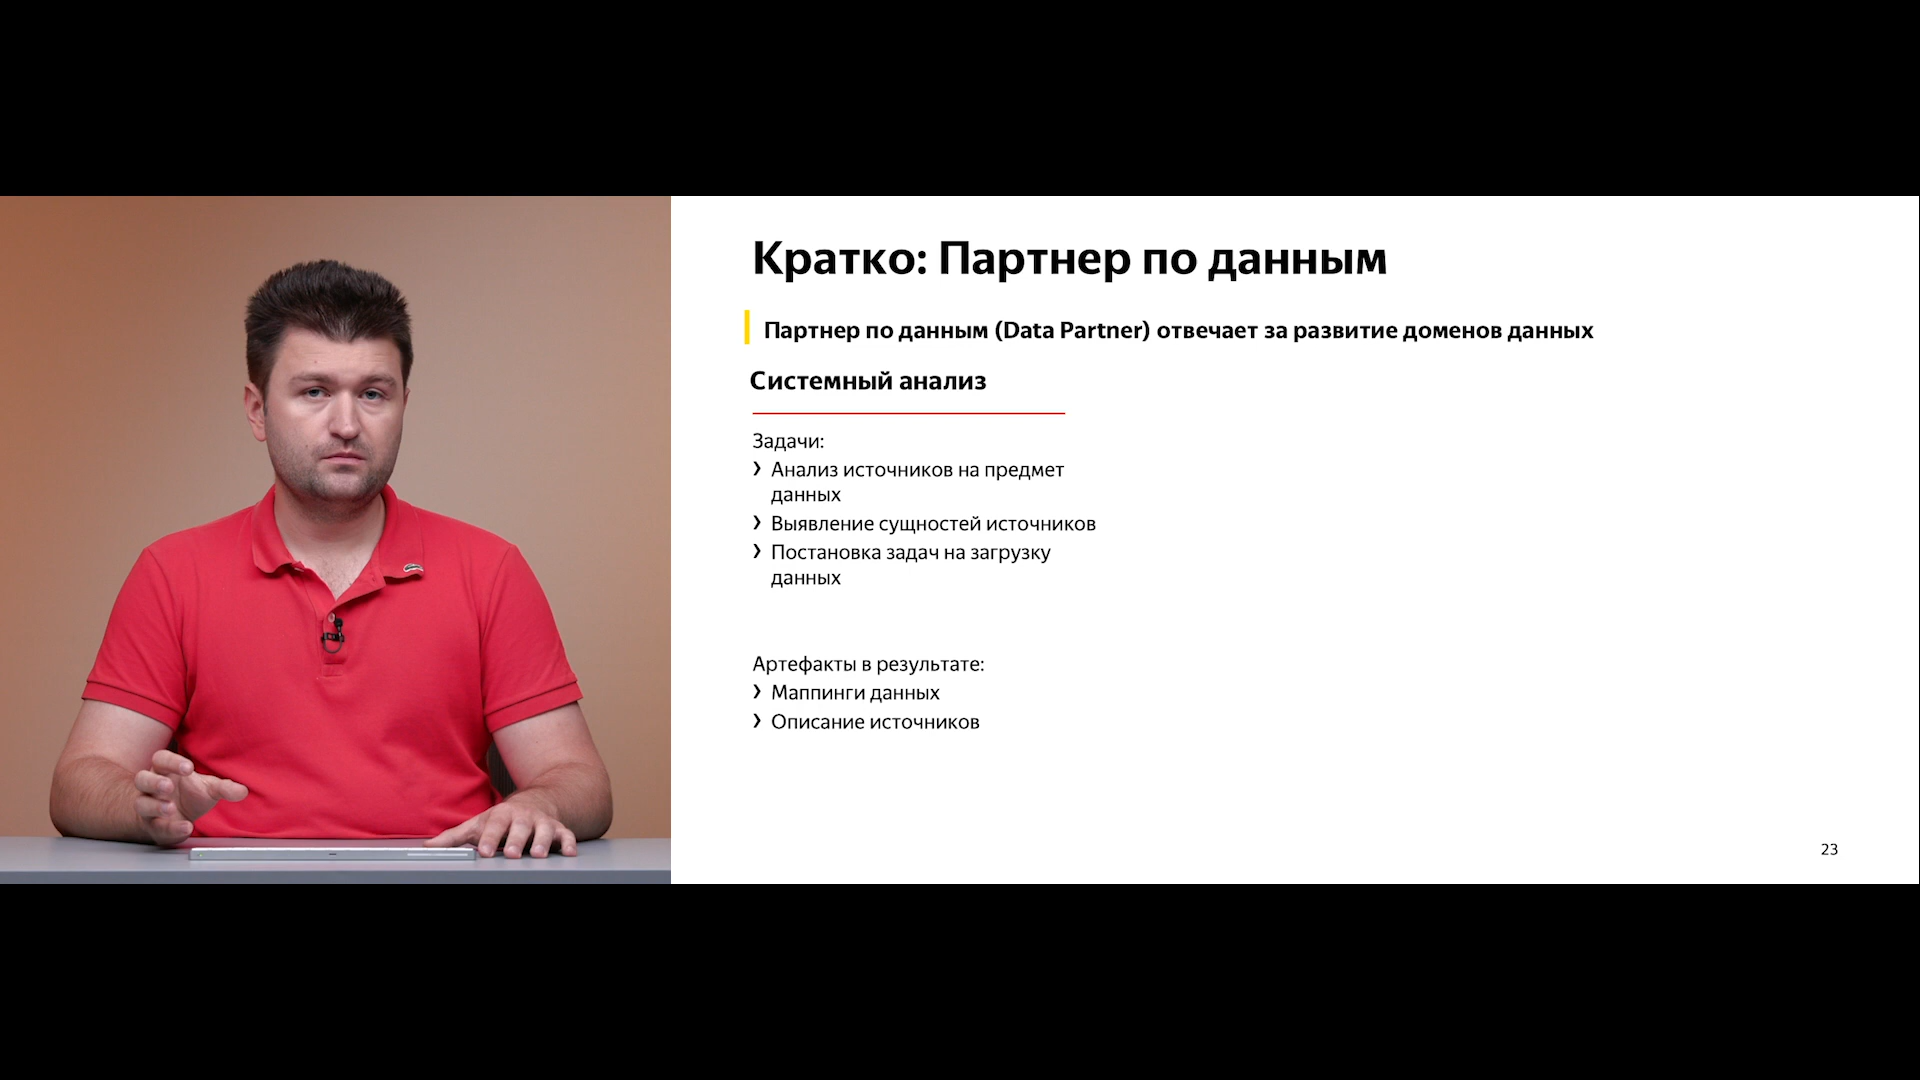 Кратко: Партнер по данным
Партнер по данным (Data Partner) отвечает за развитие доменов данных
Системный анализ
Задачи:
❯ Анализ источников на предмет
данных
❯ Выявление сущностей источников
❯ Постановка задач на загрузку
данных
Артефакты в результате:
❯ Маппинги данных
❯ Описание источников
23